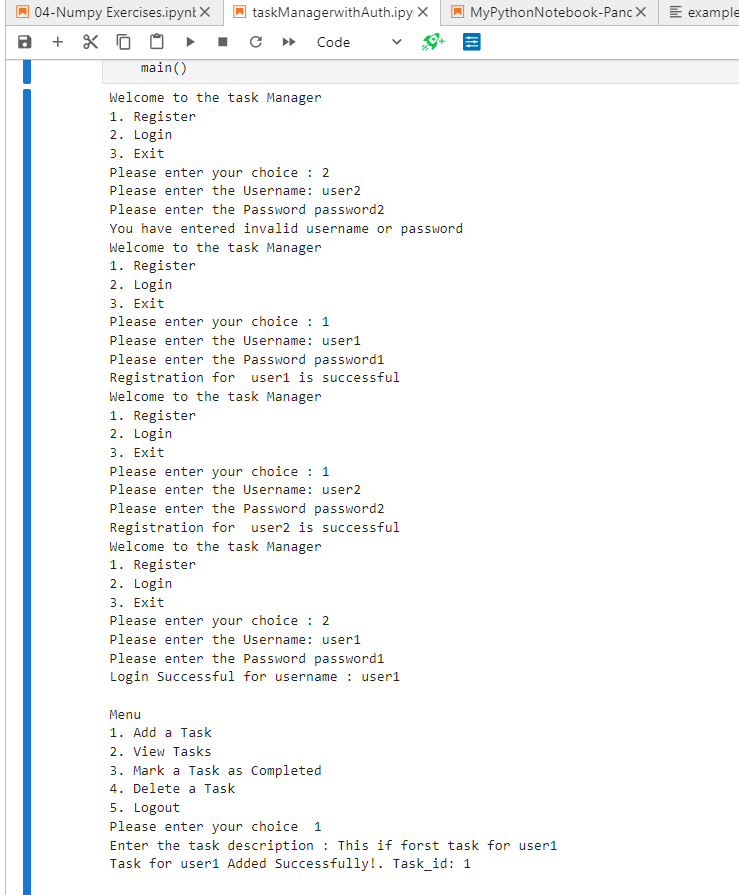 04-Numpy Exercises.ipynb
taskManagerwithAuth.ipy
MyPythonNotebook-Panc
example
Code
main()
Welcome to the task Manager
1. Register
2. Login
3. Exit
Please enter your choice : 2
Please enter the Username: user2
Please enter the Password password2
You have entered invalid username or password
Welcome to the task Manager
1. Register
2. Login
3. Exit
Please enter your choice : 1
Please enter the Username: user1
Please enter the Password password1
Registration for  user1 is successful
Welcome to the task Manager
1. Register
2. Login
3. Exit
Please enter your choice : 1
Please enter the Username: user2
Please enter the Password password2
Registration for  user2 is successful
Welcome to the task Manager
1. Register
2. Login
3. Exit
Please enter your choice : 2
Please enter the Username: user1
Please enter the Password password1
Login Successful for username : user1
Menu
1. Add a Task
2. View Tasks
3. Mark a Task as Completed
4. Delete a Task
5. Logout
Please enter your choice  1
Enter the task description : This if forst task for user1
Task for user1 Added Successfully!. Task_id: 1